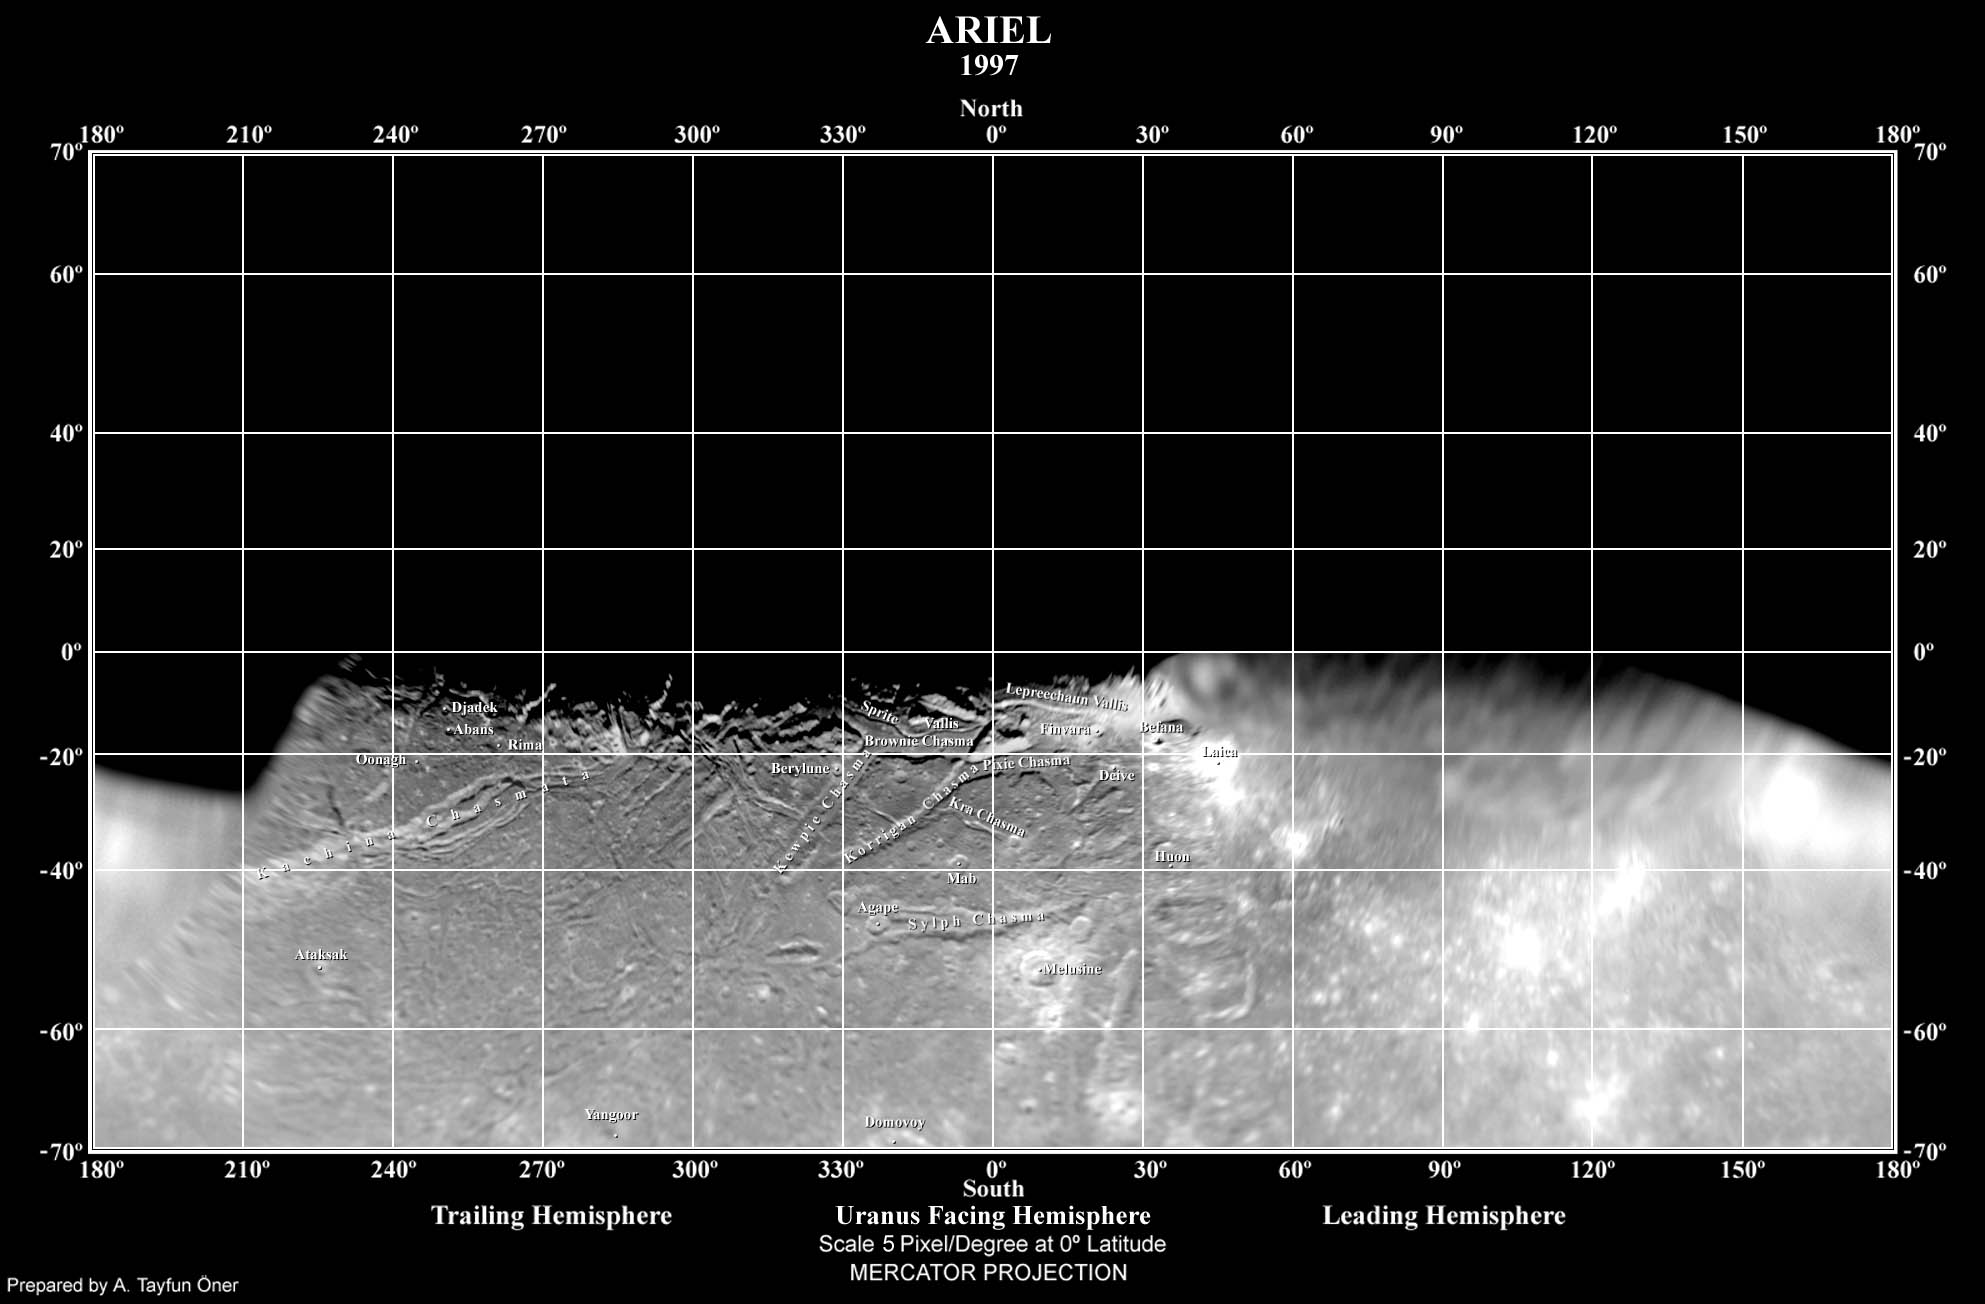 ARIEL
1997
North
180º 210º 240º 270º 300º 330º 0º 30º 60º 90º 120º 150º 180º
70º 70º
60º 60º
40º 40º
20º 20º
0º 0º
Leprechaun Vallis
Djadek Sprite Vallis
Abans Finvara Befana
Rima Brownie Chasma
-20º Oonagh Berylune Pixie Chasma Laica -20º
Deive
Kachina Chasmata Kewpie Chasma Korrigan Chasma Kra Chasma
Huon
-40º -40º
Mab
Agape Sylph Chasma
Ataksak Melusine
-60º -60º
Yangoor Domovoy
-70º -70º
180º 210º 240º 270º 300º 330º 0º 30º 60º 90º 120º 150º 180º
South
Trailing Hemisphere Uranus Facing Hemisphere Leading Hemisphere
Scale 5 Pixel/Degree at 0º Latitude
MERCATOR PROJECTION
Prepared by A. Tayfun Öner